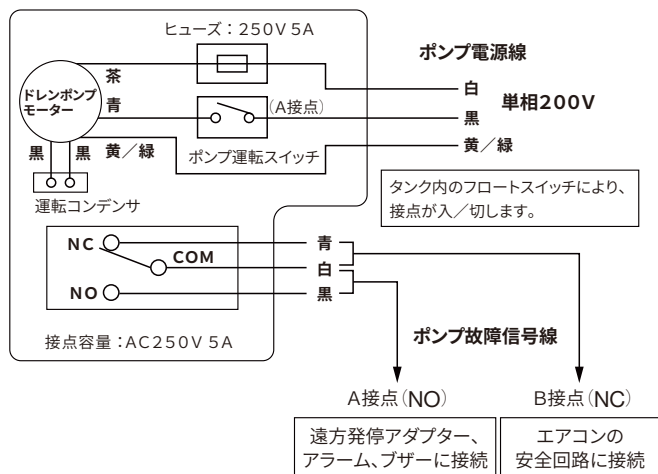 ヒューズ：250V 5A
ポンプ電源線
茶
白
単相200V
ドレンポンプ
モーター
青
(A接点)
黒
黒
黒
黄／緑
ポンプ運転スイッチ
黄／緑
運転コンデンサ
タンク内のフロートスイッチにより、
接点が入／切します。
NC
COM
NO
青
白
黒
接点容量：AC250V 5A
ポンプ故障信号線
A接点(NO)
B接点(NC)
遠方発停アダプター、
アラーム、ブザーに接続
エアコンの
安全回路に接続